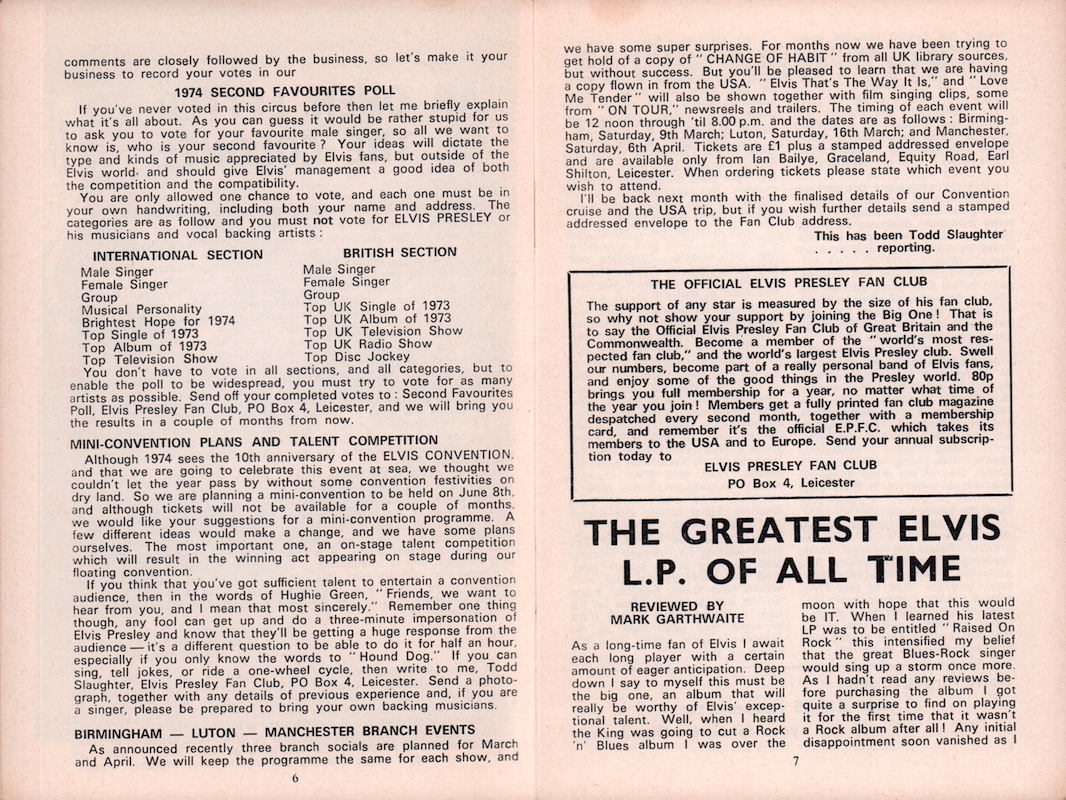 comments are closely followed by the business, so let's make it your
business to record your votes in our
1974 SECOND FAVOURITES POLL
If you've never voted in this circus before then let me briefly explain
what it's all about. As you can guess it would be rather stupid for us
to ask you to vote for your favourite male singer, so all we want to
know is, who is your second favourite? Your ideas will dictate the
type and kinds of music appreciated by Elvis fans, but outside of the
Elvis world, and should give Elvis' management a good idea of both
the competition and the compatibility.
You are only allowed one chance to vote, and each one must be in
your own handwriting, including both your name and address. The
categories are as follow and you must not vote for ELVIS PRESLEY or
his musicians and vocal backing artists:
INTERNATIONAL SECTION
Male Singer
Female Singer
Group
Musical Personality
Brightest Hope for 1974
Top Single of 1973
Top Album of 1973
Top Television Show
BRITISH SECTION
Male Singer
Female Singer
Group
Top UK Single of 1973
Top UK Album of 1973
Top UK Television Show
Top UK Radio Show
Top Disc Jockey
You don't have to vote in all sections, and all categories, but to
enable the poll to be widespread, you must try to vote for as many
artists as possible. Send off your completed votes to: Second Favourites
Poll, Elvis Presley Fan Club, PO Box 4, Leicester, and we will bring you
the results in a couple of months from now.
MINI-CONVENTION PLANS AND TALENT COMPETITION
Although 1974 sees the 10th anniversary of the ELVIS CONVENTION,
and that we are going to celebrate this event at sea, we thought we
couldn't let the year pass by without some convention festivities on
dry land. So we are planning a mini-convention to be held on June 8th,
and although tickets will not be available for a couple of months,
we would like your suggestions for a mini-convention programme. A
few different ideas would make a change, and we have some plans
ourselves. The most important one, an on-stage talent competition
which will result in the winning act appearing on stage during our
floating convention.
If you think that you've got sufficient talent to entertain a convention
audience, then in the words of Hughie Green, "Friends, we want to
hear from you, and I mean that most sincerely." Remember one thing
though, any fool can get up and do a three-minute impersonation of
Elvis Presley and know that they'll be getting a huge response from the
audience — it's a different question to be able to do it for half an hour,
especially if you only know the words to "Hound Dog." If you can
sing, tell jokes, or ride a one-wheel cycle, then write to me, Todd
Slaughter, Elvis Presley Fan Club, PO Box 4, Leicester. Send a photo-
graph, together with any details of previous experience and, if you are
a singer, please be prepared to bring your own backing musicians.
BIRMINGHAM — LUTON — MANCHESTER BRANCH EVENTS
As announced recently three branch socials are planned for March
and April. We will keep the programme the same for each show, and
6
we have some super surprises. For months now we have been trying to
get hold of a copy of "CHANGE OF HABIT" from all UK library sources,
but without success. But you'll be pleased to learn that we are having
a copy flown in from the USA. "Elvis That's The Way It Is," and "Love
Me Tender" will also be shown together with film singing clips, some
from "ON TOUR," newsreels and trailers. The timing of each event will
be 12 noon through 'til 8.00 p.m. and the dates are as follows: Birming-
ham, Saturday, 9th March; Luton, Saturday, 16th March; and Manchester,
Saturday, 6th April. Tickets are £1 plus a stamped addressed envelope
and are available only from Ian Bailye, Graceland, Equity Road, Earl
Shilton, Leicester. When ordering tickets please state which event you
wish to attend.
I'll be back next month with the finalised details of our Convention
cruise and the USA trip, but if you wish further details send a stamped
addressed envelope to the Fan Club address.
This has been Todd Slaughter
. . . . . reporting.
THE OFFICIAL ELVIS PRESLEY FAN CLUB
The support of any star is measured by the size of his fan club,
so why not show your support by joining the Big One! That is
to say the Official Elvis Presley Fan Club of Great Britain and the
Commonwealth. Become a member of the "world's most res-
pected fan club," and the world's largest Elvis Presley club. Swell
our numbers, become part of a really personal band of Elvis fans,
and enjoy some of the good things in the Presley world. 80p
brings you full membership for a year, no matter what time of
the year you join! Members get a fully printed fan club magazine
despatched every second month, together with a membership
card, and remember it's the official E.P.F.C. which takes its
members to the USA and to Europe. Send your annual subscrip-
tion today to
ELVIS PRESLEY FAN CLUB
PO Box 4, Leicester
THE GREATEST ELVIS
L.P. OF ALL TIME
REVIEWED BY
MARK GARTHWAITE
As a long-time fan of Elvis I await
each long player with a certain
amount of eager anticipation. Deep
down I say to myself this must be
the big one, an album that will
really be worthy of Elvis' excep-
tional talent. Well, when I heard
the King was going to cut a Rock
'n' Blues album I was over the
moon with hope that this would
be IT. When I learned his latest
LP was to be entitled "Raised On
Rock" this intensified my belief
that the great Blues-Rock singer
would sing up a storm once more.
As I hadn't read any reviews be-
fore purchasing the album I got
quite a surprise to find on playing
it for the first time that it wasn't
a Rock album after all! Any initial
disappointment soon vanished as I
7